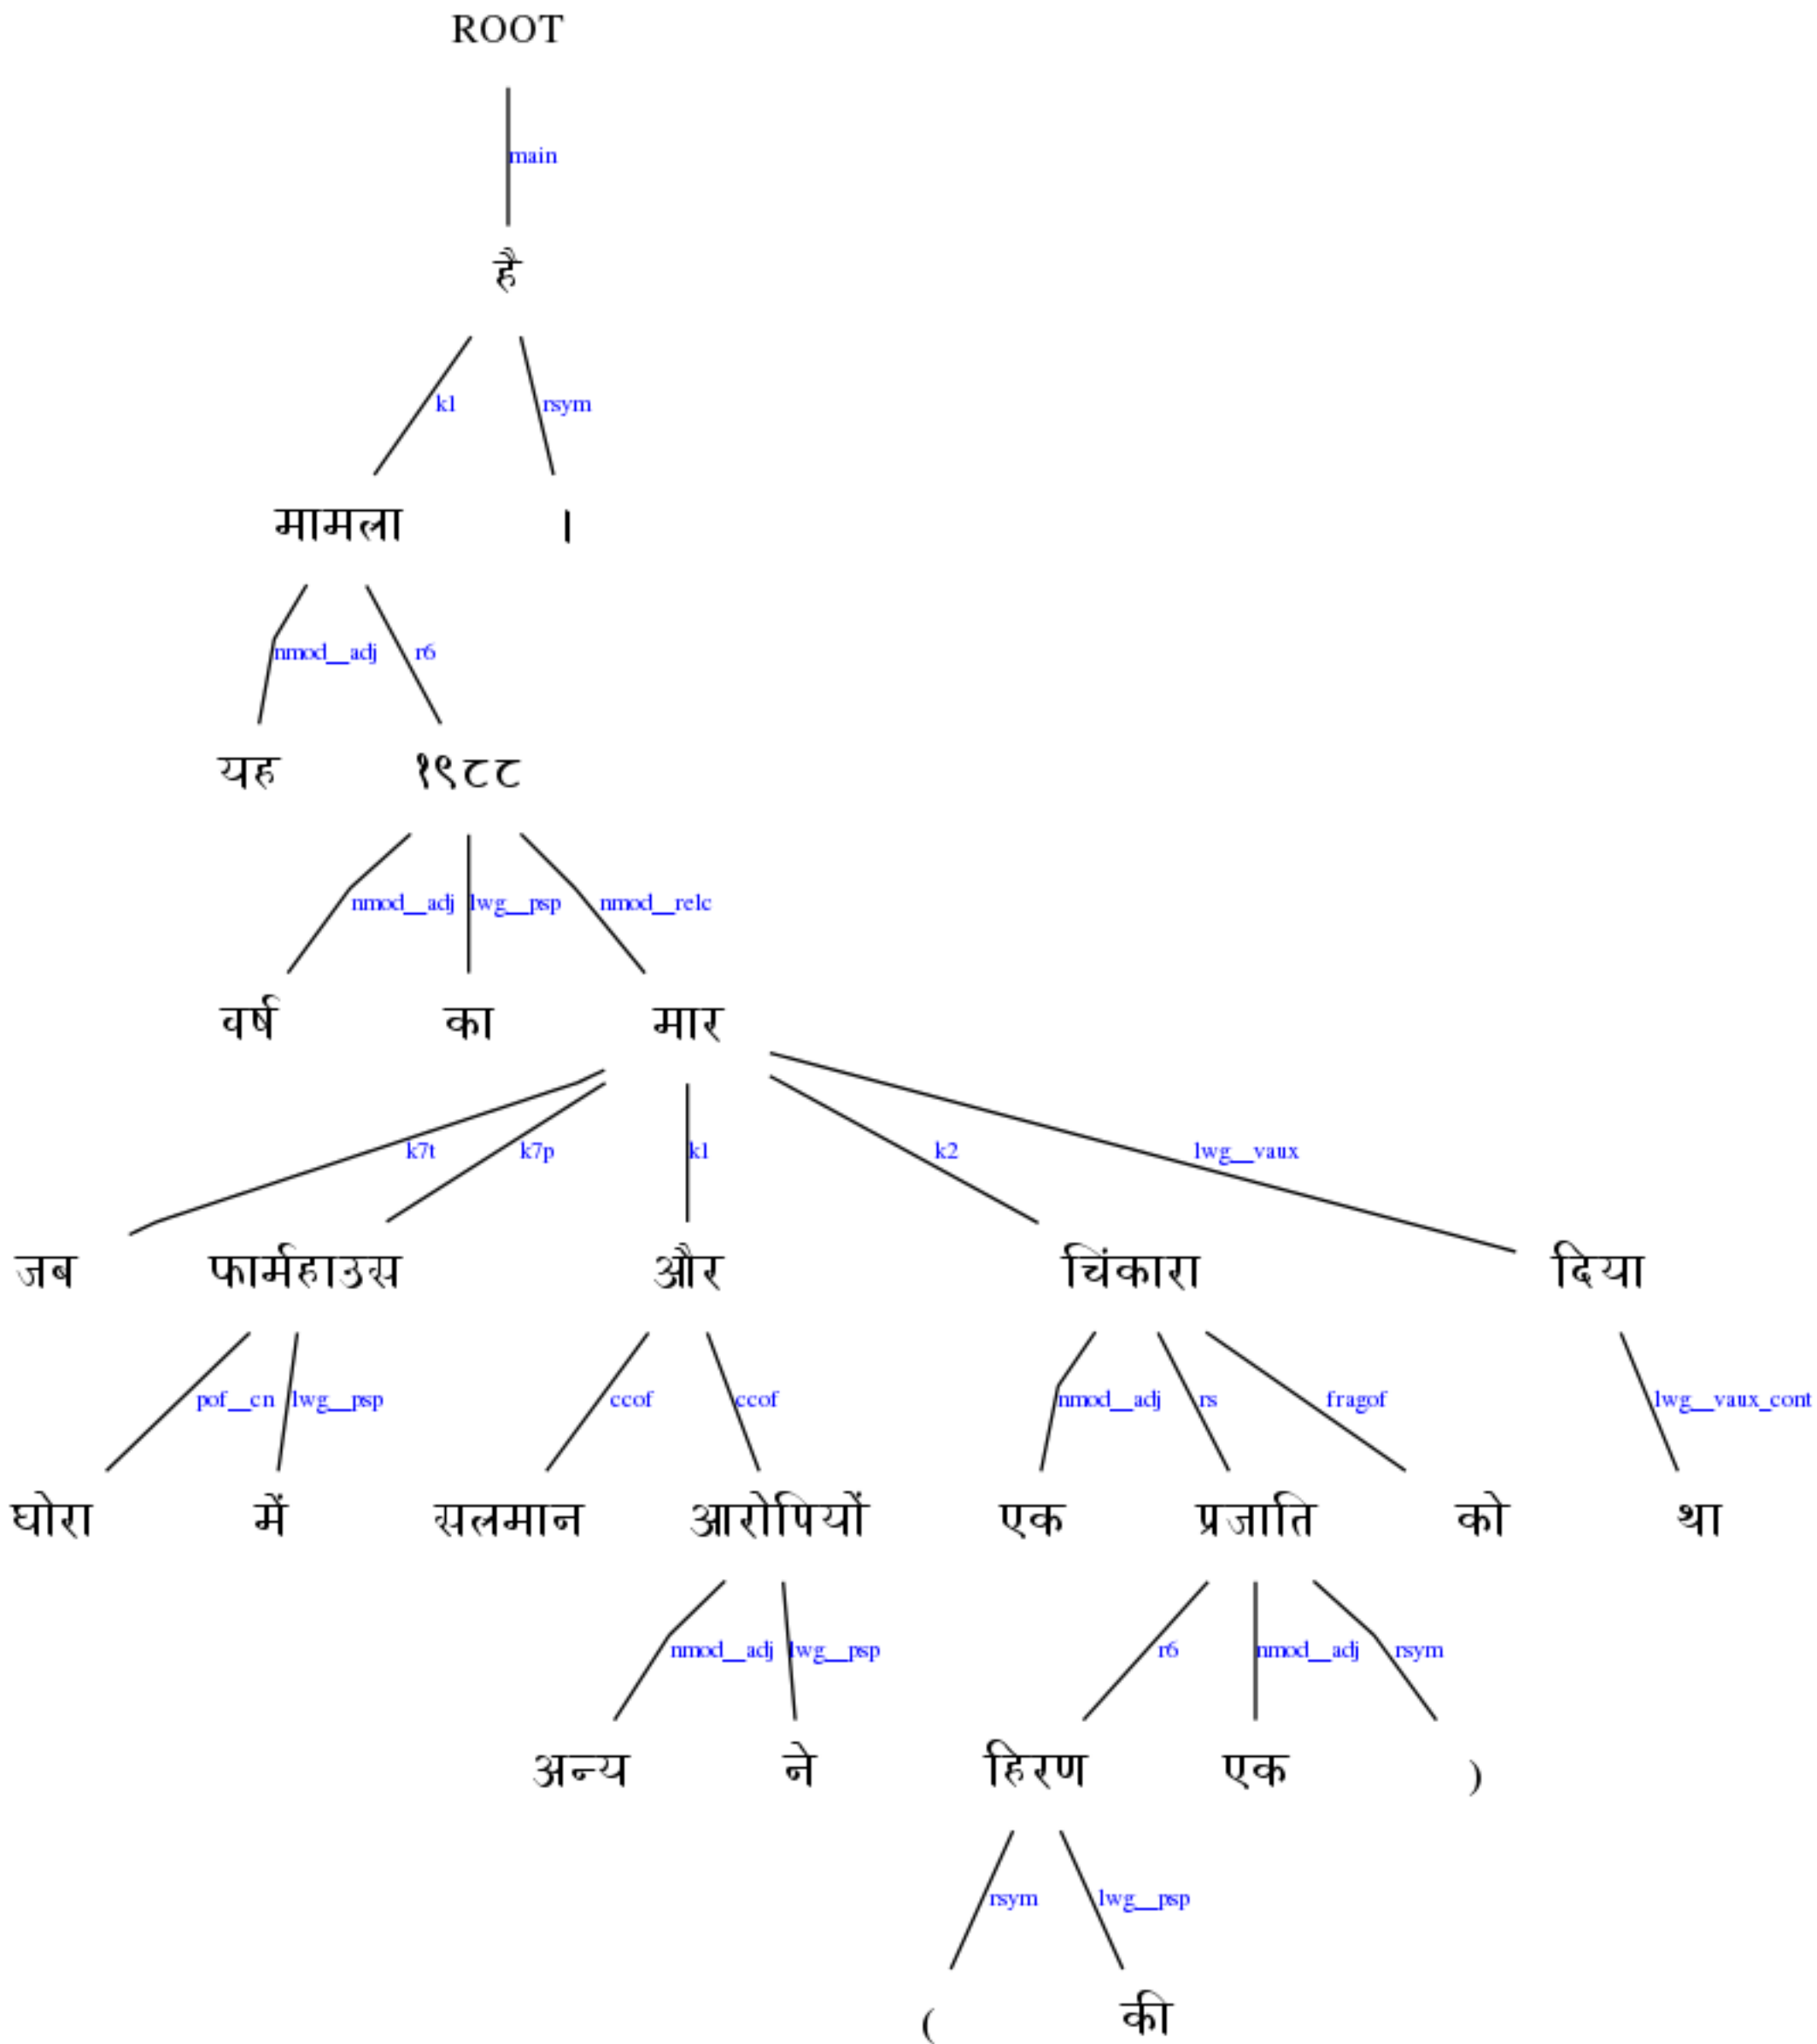 ROOT
main
है
k1 rsym
मामला ।
nmod__adj r6
यह १९८८
nmod__adj lwg__psp nmod__relc
वर्ष का मार
k7t k7p k1 k2 lwg__vaux
जब फार्महाउस और चिंकारा दिया
pof__cn lwg__psp ccof ccof nmod__adj rs fragof lwg__vaux_cont
घोरा में सलमान आरोपियों एक प्रजाति को था
nmod__adj lwg__psp r6 nmod__adj rsym
अन्य ने हिरण एक )
rsym lwg__psp
( की